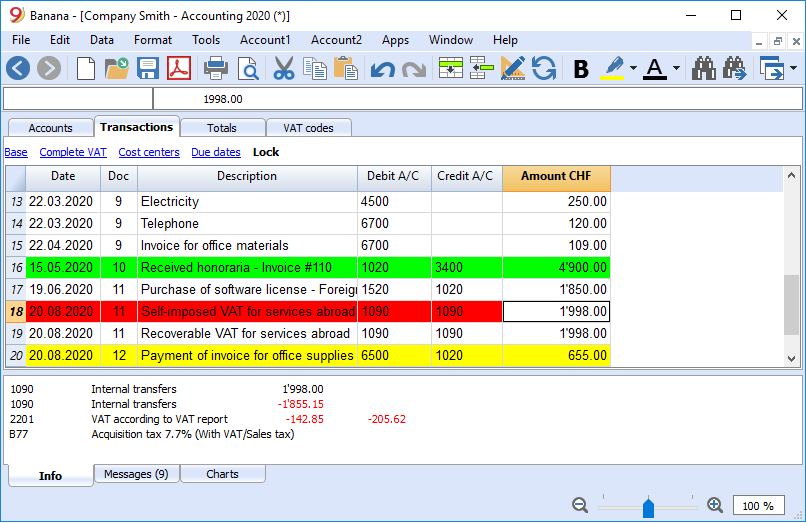 Banana - [Company Smith - Accounting 2020 (*)]
File Edit Data Format Tools Account1 Account2 Apps Window Help
B A
1998.00
Accounts Transactions Totals VAT codes
Base Complete VAT Cost centers Due dates Lock
Date Doc Description Debit A/C Credit A/C Amount CHF
13 22.03.2020 9 Electricity 4500 250.00
14 22.03.2020 9 Telephone 6700 120.00
15 22.04.2020 9 Invoice for office materials 6700 109.00
16 15.05.2020 10 Received honoraria - Invoice #110 1020 3400 4'900.00
17 19.06.2020 11 Purchase of software license - Foreig 1520 1020 1'850.00
18 20.08.2020 11 Self-imposed VAT for services abroad 1090 1090 1'998.00
19 20.08.2020 11 Recoverable VAT for services abroad 1090 1090 1'998.00
20 20.08.2020 12 Payment of invoice for office supplies 6500 1020 655.00
1090 Internal transfers 1'998.00
1090 Internal transfers -1'855.15
2201 VAT according to VAT report -142.85 -205.62
B77 Acquisition tax 7.7% (With VAT/Sales tax)
Info Messages (9) Charts
100 %